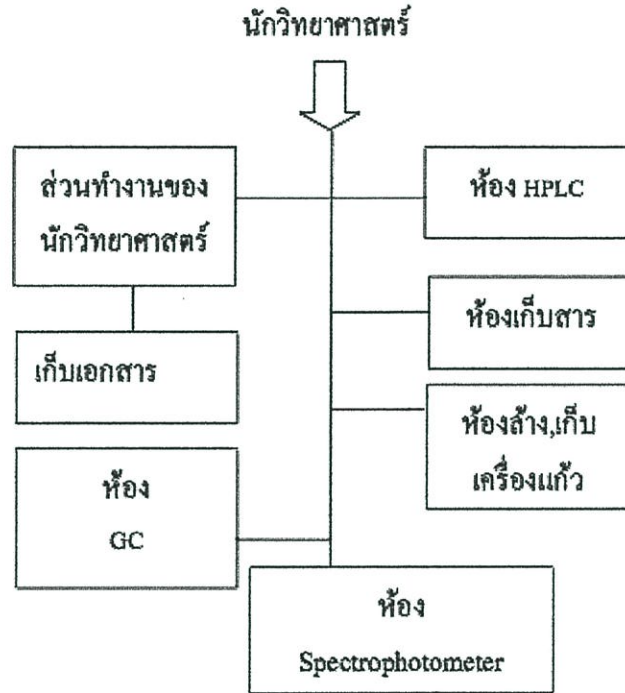 นักวิทยาศาสตร์
ส่วนทำงานของ
นักวิทยาศาสตร์
ห้อง HPLC
เก็บเอกสาร
ห้องเก็บสาร
ห้องล้าง,เก็บ
เครื่องแก้ว
ห้อง
GC
ห้อง
Spectrophotometer